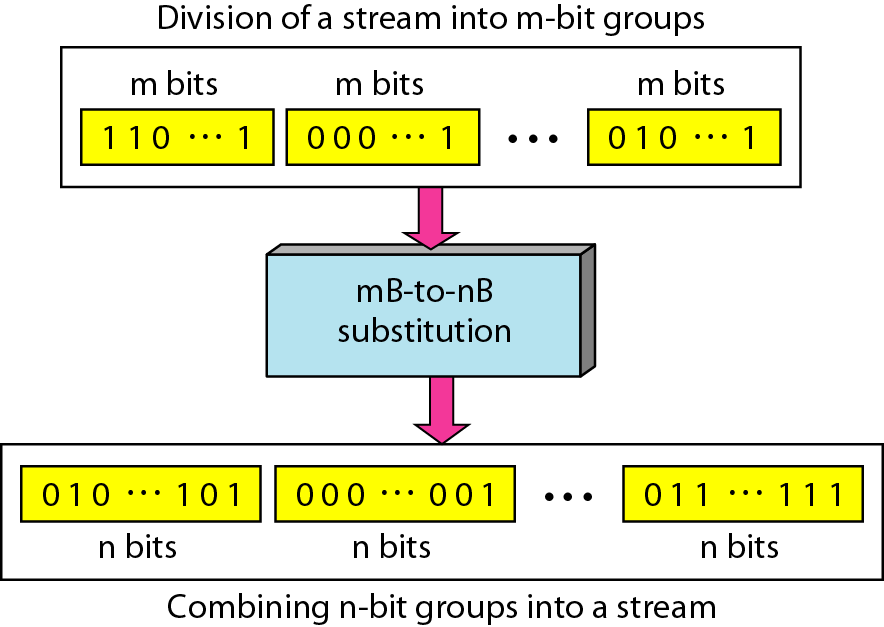 Division of a stream into m-bit groups
m bits m bits m bits
1 1 0 ··· 1 0 0 0 ··· 1 ··· 0 1 0 ··· 1
mB-to-nB
substitution
0 1 0 ··· 1 0 1 0 0 0 ··· 0 0 1 ··· 0 1 1 ··· 1 1 1
n bits n bits n bits
Combining n-bit groups into a stream